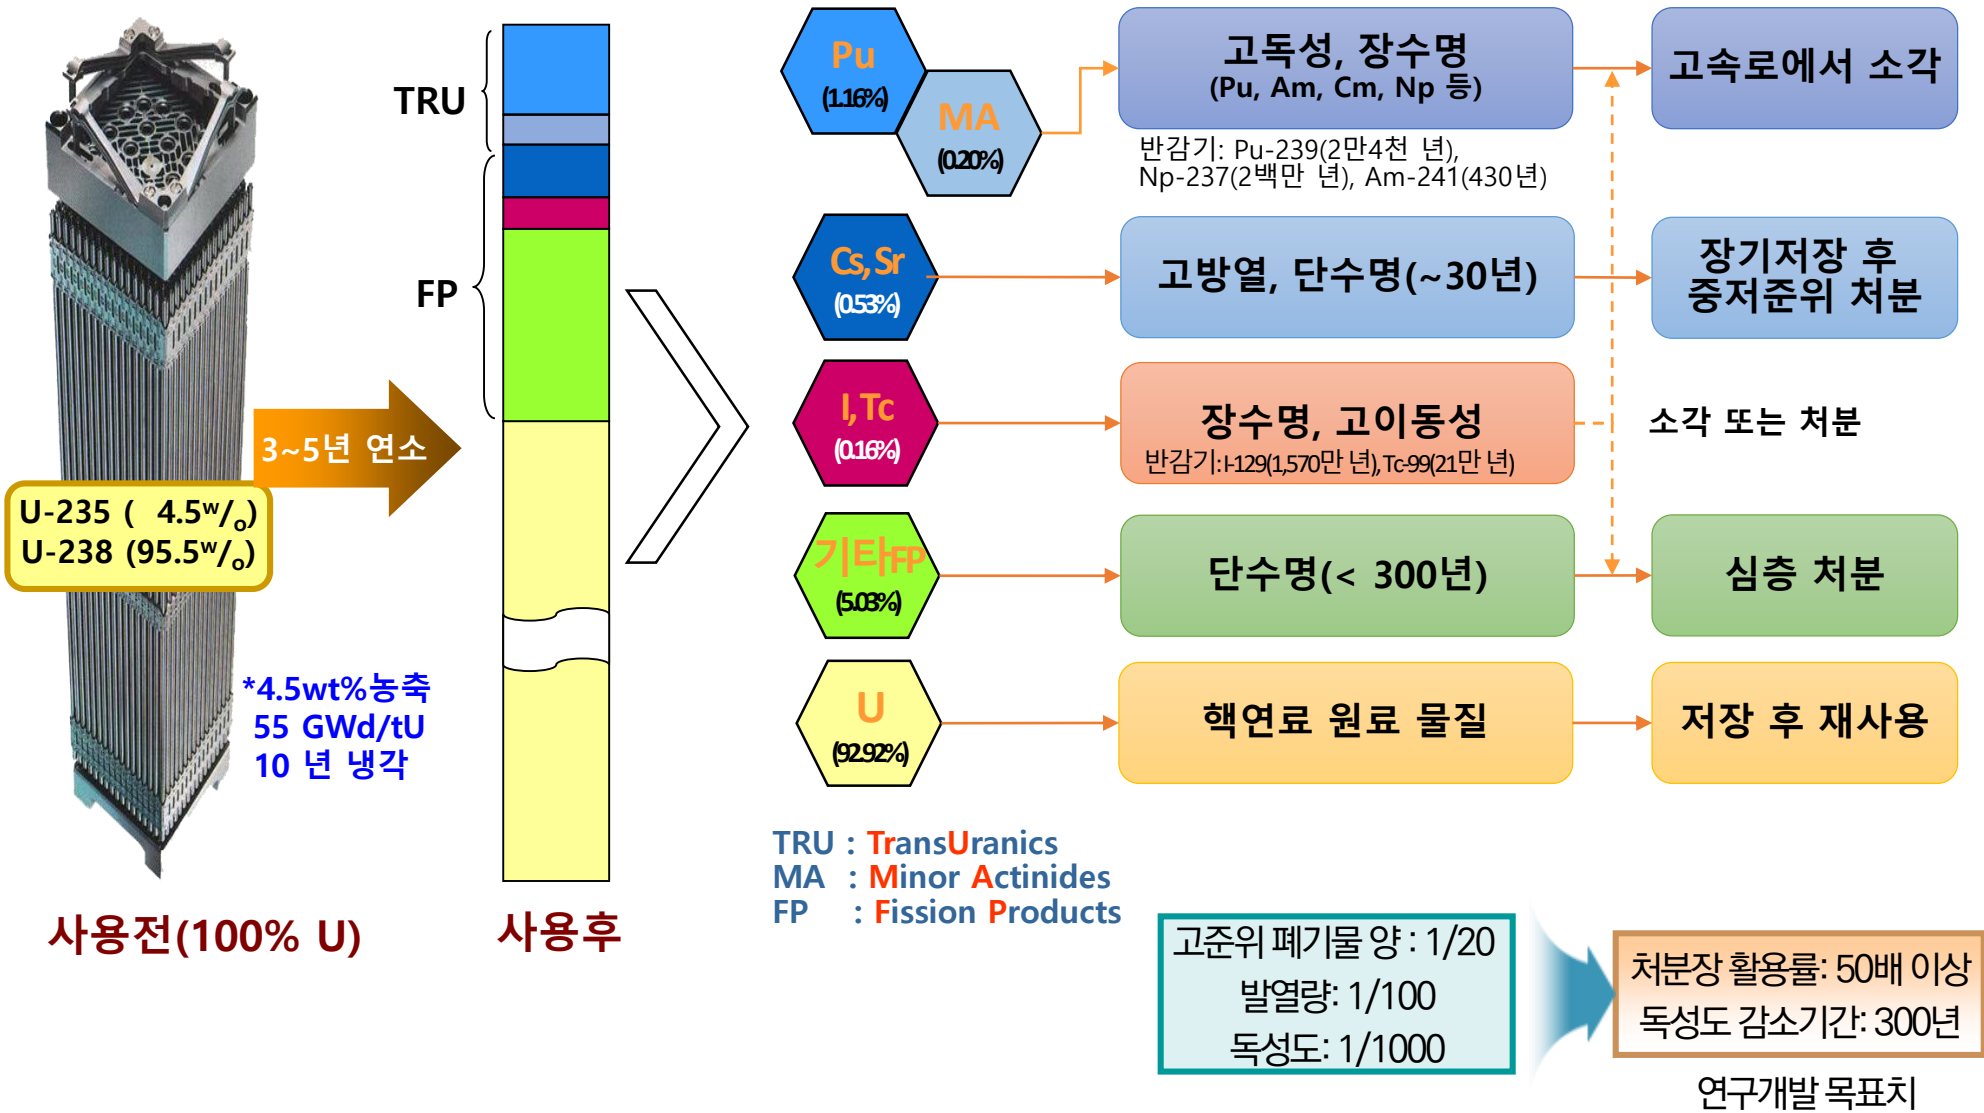 TRU
FP
3~5년 연소
U-235 ( 4.5ʷ/ₒ)
U-238 (95.5ʷ/ₒ)
*4.5wt%농축
55 GWd/tU
10 년 냉각
사용전(100% U)
사용후
Pu
(1.16%)
MA
(0.20%)
고독성, 장수명
(Pu, Am, Cm, Np 등)
고속로에서 소각
반감기: Pu-239(2만4천 년),
Np-237(2백만 년), Am-241(430년)
Cs, Sr
(0.53%)
고방열, 단수명(~30년)
장기저장 후
중저준위 처분
I, Tc
(0.16%)
장수명, 고이동성
반감기: I-129(1,570만 년), Tc-99(21만 년)
소각 또는 처분
기타FP
(5.03%)
단수명(< 300년)
심층 처분
U
(92.92%)
핵연료 원료 물질
저장 후 재사용
TRU : TransUranics
MA : Minor Actinides
FP : Fission Products
고준위 폐기물 양 : 1/20
발열량: 1/100
독성도: 1/1000
처분장 활용률: 50배 이상
독성도 감소기간: 300년
연구개발 목표치